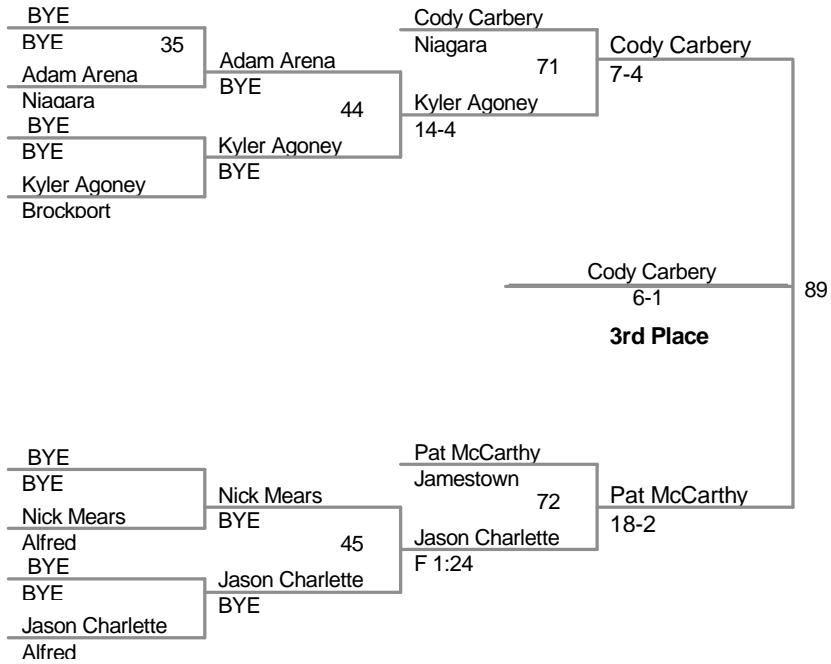 BYE
BYE
35
Adam Arena
Niagara
BYE
BYE
Kyler Agoney
Brockport
Adam Arena
BYE
44
Kyler Agoney
BYE
Cody Carbery
Niagara
71
Kyler Agoney
14-4
Cody Carbery
7-4
Cody Carbery
6-1
89
3rd Place
BYE
BYE
Nick Mears
Alfred
BYE
BYE
Jason Charlette
Alfred
Nick Mears
BYE
45
Jason Charlette
BYE
Pat McCarthy
Jamestown
72
Jason Charlette
F 1:24
Pat McCarthy
18-2